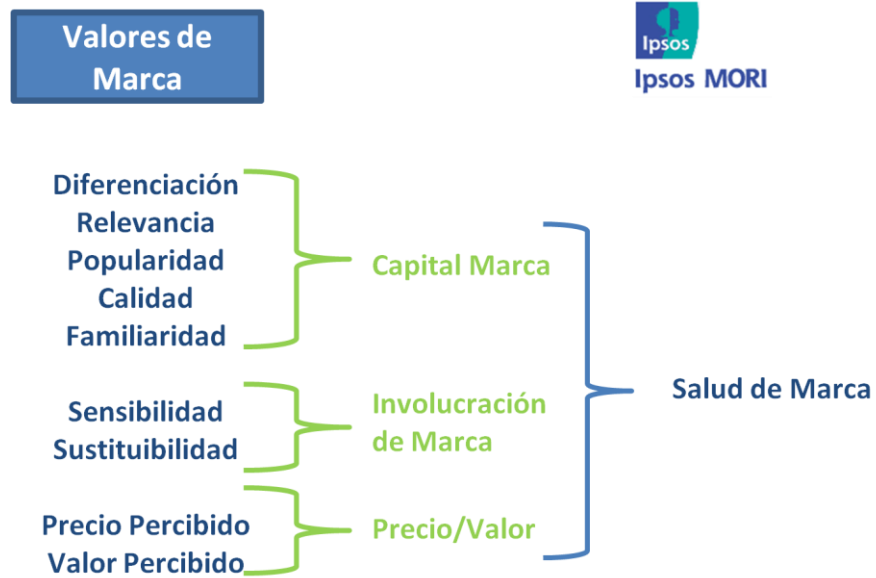 Valores de
Marca
Ipsos
Ipsos MORI
Diferenciación
Relevancia
Popularidad
Calidad
Familiaridad
Capital Marca
Sensibilidad
Sustituibilidad
Involucración
de Marca
Precio Percibido
Valor Percibido
Precio/Valor
Salud de Marca